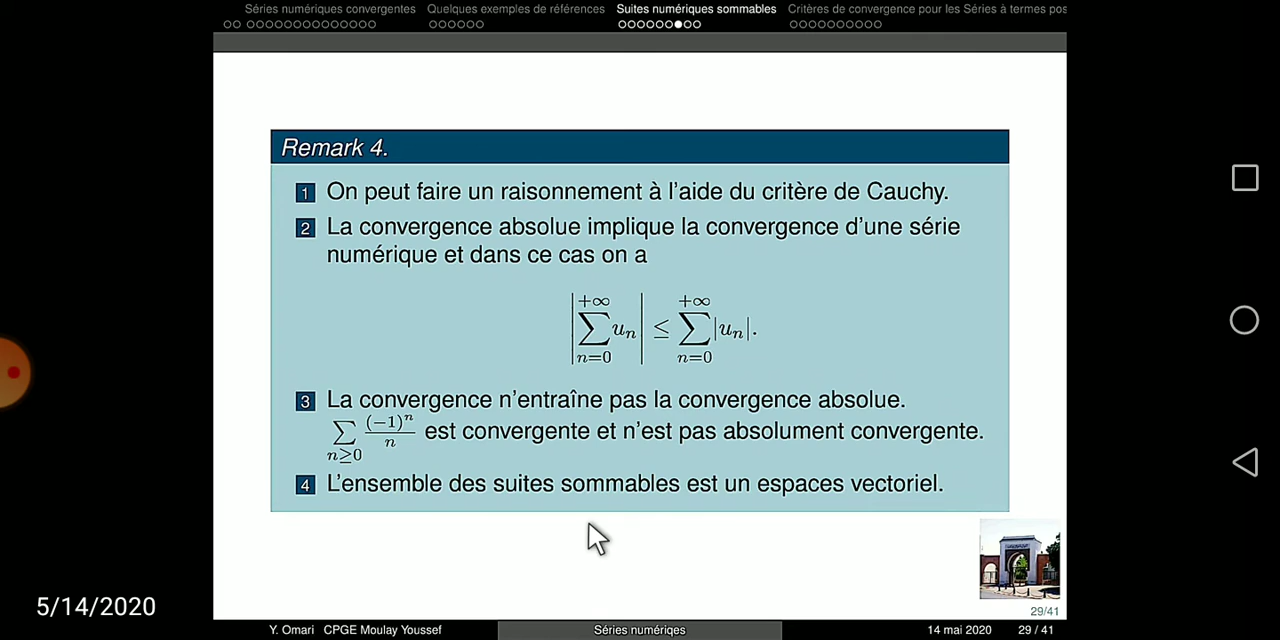 Séries numériques convergentes Quelques exemples de références Suites numériques sommables Critères de convergence pour les Séries à termes pos
Remark 4.
1 On peut faire un raisonnement à l'aide du critère de Cauchy.
2 La convergence absolue implique la convergence d'une série
numérique et dans ce cas on a
|∑_{n=0}^{+∞} u_n| ≤ ∑_{n=0}^{+∞} |u_n|.
3 La convergence n'entraîne pas la convergence absolue.
∑_{n≥0} (−1)^n/n est convergente et n'est pas absolument convergente.
4 L'ensemble des suites sommables est un espaces vectoriel.
29/41
5/14/2020
Y. Omari CPGE Moulay Youssef Séries numériqes 14 mai 2020 29 / 41